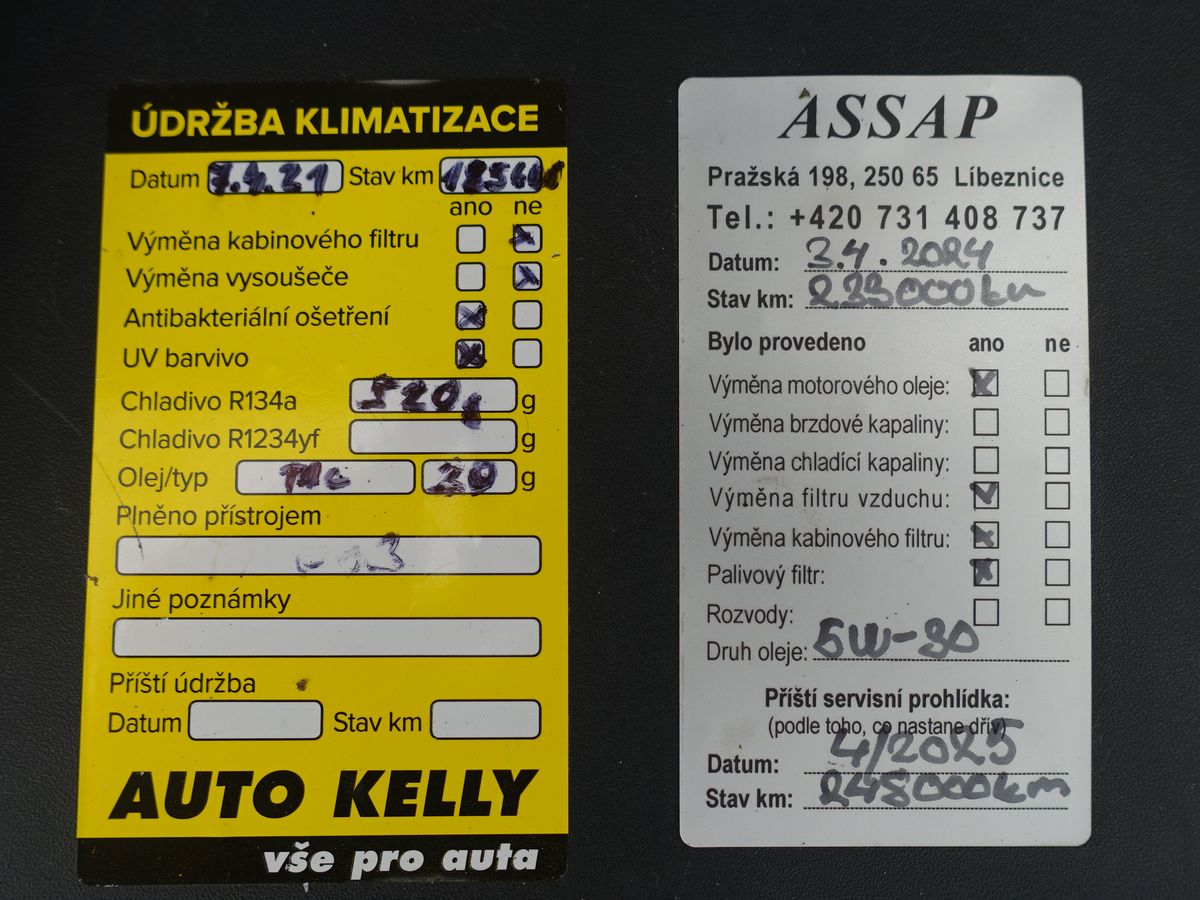 ÚDRŽBA KLIMATIZACE
Datum 7.4.21 Stav km
ano ne
Výměna kabinového filtru
Výměna vysoušeče
Antibakteriální ošetření
UV barvivo
Chladivo R134a 520 g
Chladivo R1234yf g
Olej/typ 20 g
Plněno přístrojem
Jiné poznámky
Příští údržba
Datum Stav km
AUTO KELLY
vše pro auta
ASSAP
Pražská 198, 250 65 Líbeznice
Tel.: +420 731 408 737
Datum: 3.4.2024
Stav km: 233000km
Bylo provedeno ano ne
Výměna motorového oleje:
Výměna brzdové kapaliny:
Výměna chladící kapaliny:
Výměna filtru vzduchu:
Výměna kabinového filtru:
Palivový filtr:
Rozvody:
Druh oleje: 5W-30
Příští servisní prohlídka:
(podle toho, co nastane dřív)
Datum: 4/2025
Stav km: 248000km